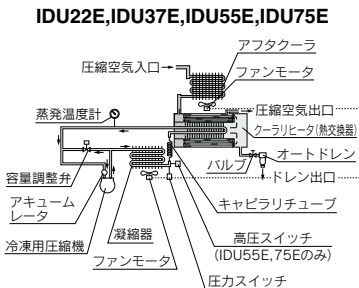 IDU22E,IDU37E,IDU55E,IDU75E
アフタクーラ
圧縮空気入口
ファンモータ
蒸発温度計
圧縮空気出口
クーラリヒータ(熱交換器)
オートドレン
バルブ
ドレン出口
容量調整弁
キャピラリチューブ
アキューム
レータ
冷凍用圧縮機
凝縮器
高圧スイッチ
(IDU55E,75Eのみ)
ファンモータ
圧力スイッチ